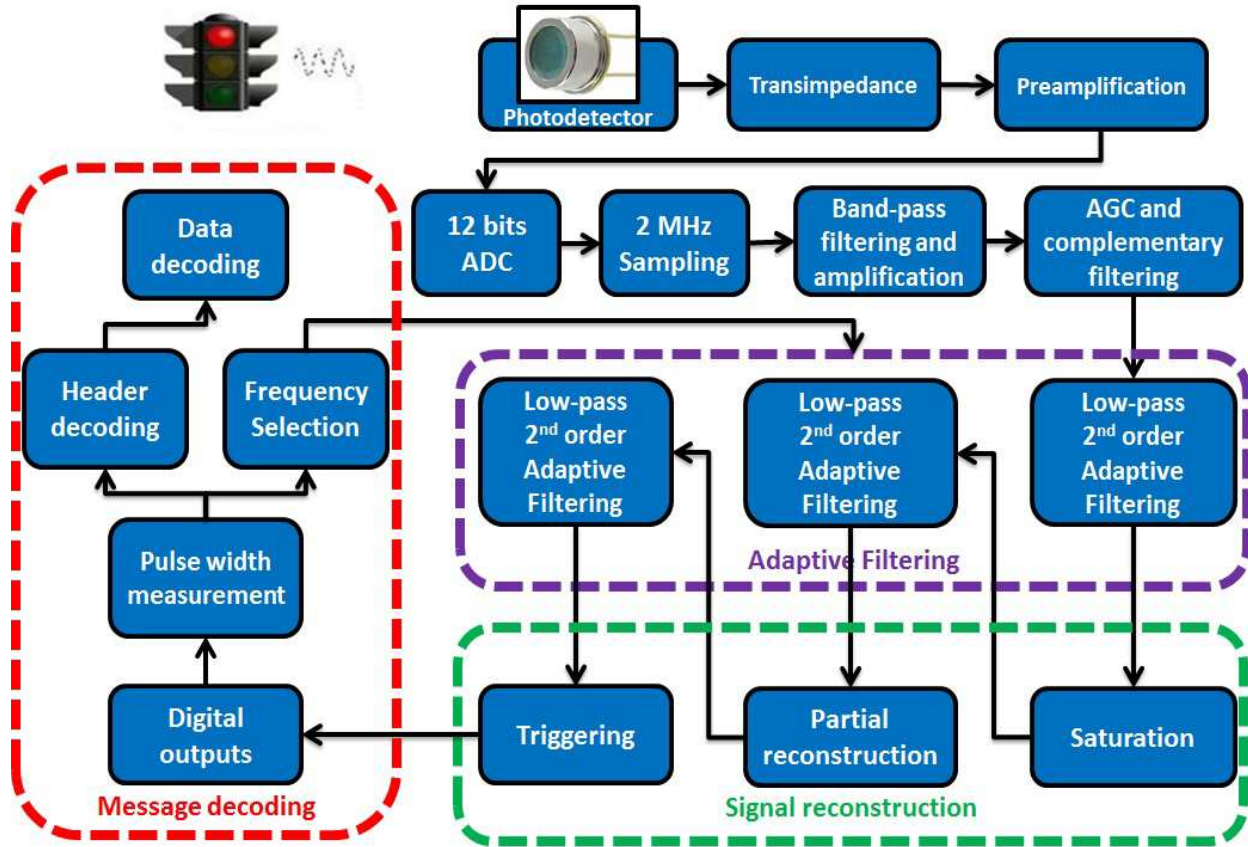 Photodetector
Transimpedance
Preamplification
12 bits
ADC
2 MHz
Sampling
Band-pass
filtering and
amplification
AGC and
complementary
filtering
Data
decoding
Header
decoding
Frequency
Selection
Low-pass
2nd order
Adaptive
Filtering
Low-pass
2nd order
Adaptive
Filtering
Low-pass
2nd order
Adaptive
Filtering
Adaptive Filtering
Pulse width
measurement
Digital
outputs
Triggering
Partial
reconstruction
Saturation
Message decoding
Signal reconstruction